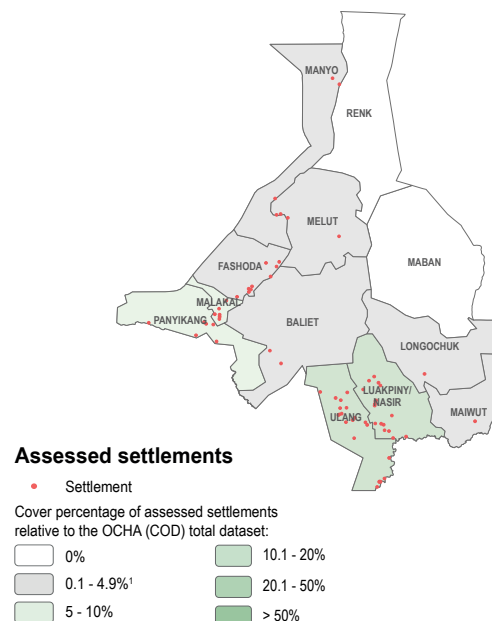 MANYO
RENK
MELUT
MABAN
FASHODA
MALAKAL
PANYIKANG
BALIET
LONGOCHUK
LUAKPINY/
NASIR
MAIWUT
ULANG
Assessed settlements
Settlement
Cover percentage of assessed settlements
relative to the OCHA (COD) total dataset:
0%
10.1 - 20%
0.1 - 4.9%¹
20.1 - 50%
5 - 10%
> 50%